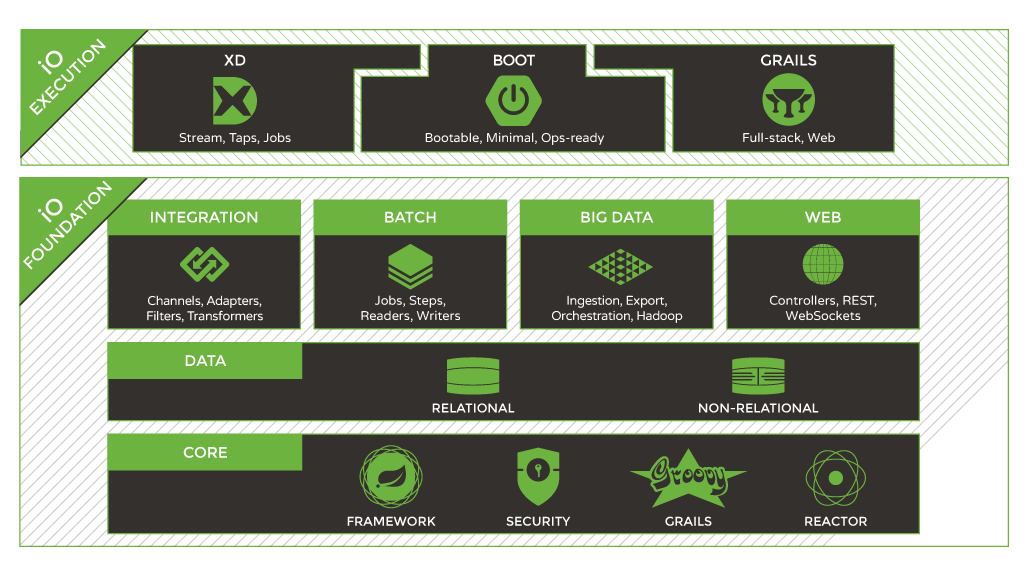 iO
EXECUTION
XD
Stream, Taps, Jobs
BOOT
Bootable, Minimal, Ops-ready
GRAILS
Full-stack, Web
iO
FOUNDATION
INTEGRATION
Channels, Adapters,
Filters, Transformers
BATCH
Jobs, Steps,
Readers, Writers
BIG DATA
Ingestion, Export,
Orchestration, Hadoop
WEB
Controllers, REST,
WebSockets
DATA
RELATIONAL
NON-RELATIONAL
CORE
FRAMEWORK
SECURITY
Groovy
GRAILS
REACTOR